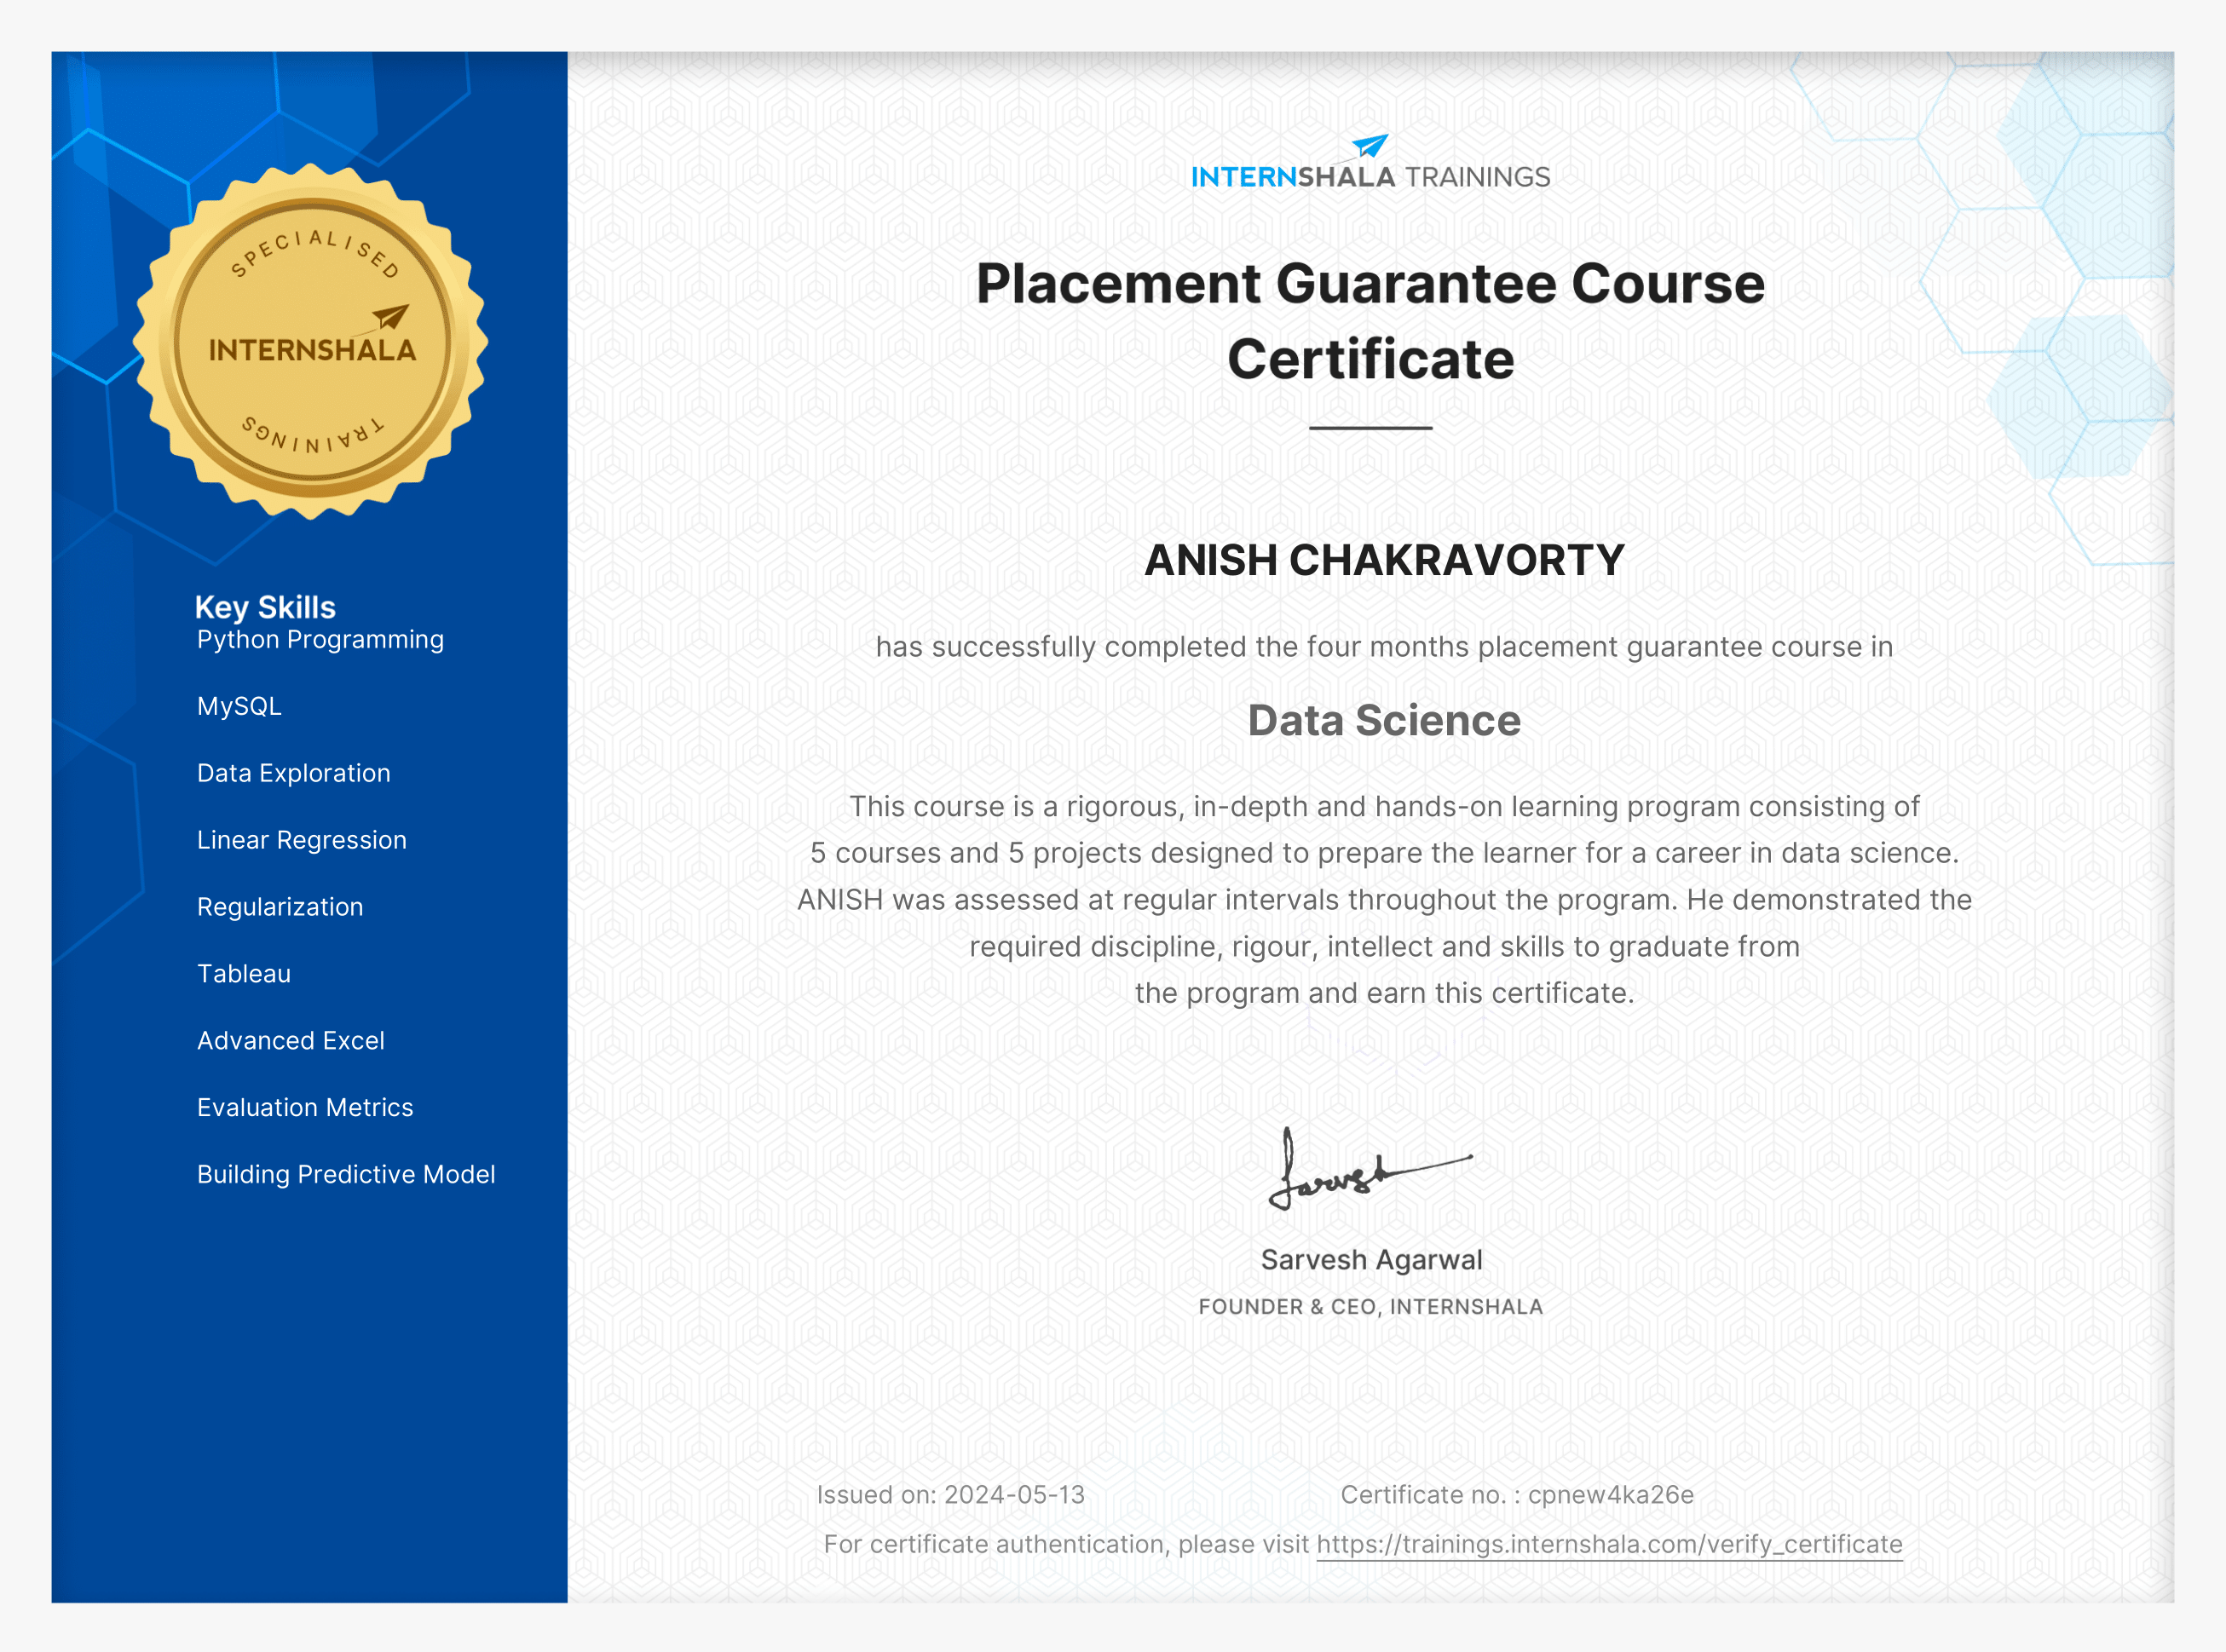 SPECIALISED
INTERNSHALA
TRAININGS
Key Skills
Python Programming
MySQL
Data Exploration
Linear Regression
Regularization
Tableau
Advanced Excel
Evaluation Metrics
Building Predictive Model
INTERNSHALA TRAININGS
Placement Guarantee Course
Certificate
ANISH CHAKRAVORTY
has successfully completed the four months placement guarantee course in
Data Science
This course is a rigorous, in-depth and hands-on learning program consisting of
5 courses and 5 projects designed to prepare the learner for a career in data science.
ANISH was assessed at regular intervals throughout the program. He demonstrated the
required discipline, rigour, intellect and skills to graduate from
the program and earn this certificate.
Sarvesh
Sarvesh Agarwal
FOUNDER & CEO, INTERNSHALA
Issued on: 2024-05-13
Certificate no. : cpnew4ka26e
For certificate authentication, please visit https://trainings.internshala.com/verify_certificate